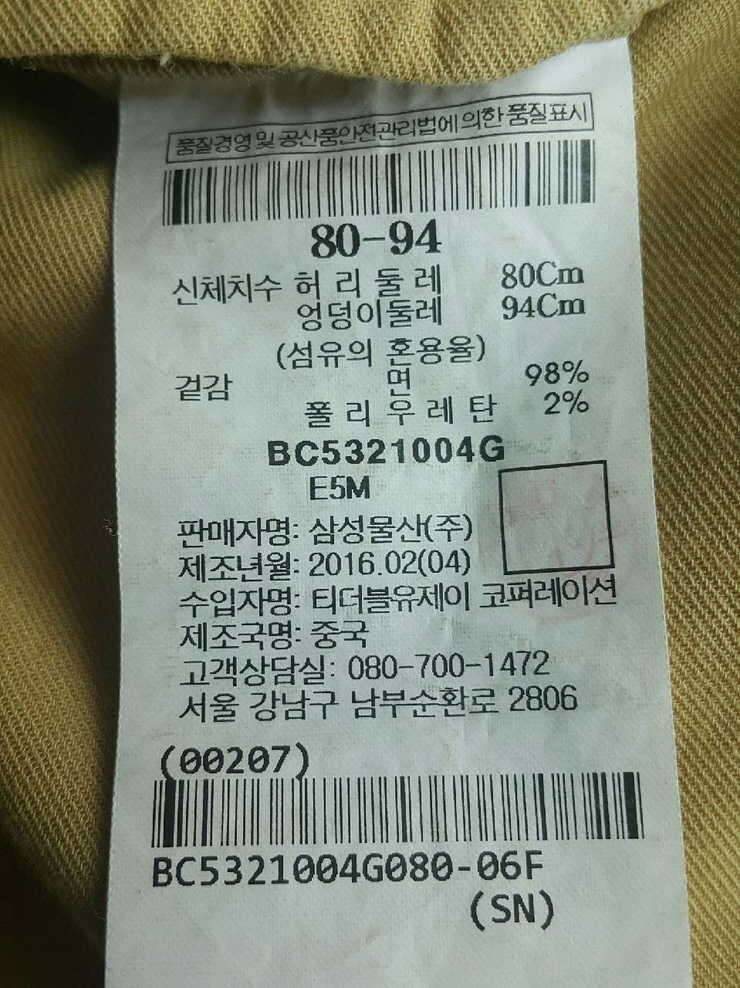 품질경영 및 공산품안전관리법에 의한 품질표시
80-94
신체치수 허리둘레 80Cm
엉덩이둘레 94Cm
(섬유의 혼용율)
겉감 면 98%
폴리우레탄 2%
BC5321004G
E5M
판매자명: 삼성물산(주)
제조년월: 2016.02(04)
수입자명: 티더블유제이 코퍼레이션
제조국명: 중국
고객상담실: 080-700-1472
서울 강남구 남부순환로 2806
(00207)
BC5321004G080-06F
(SN)